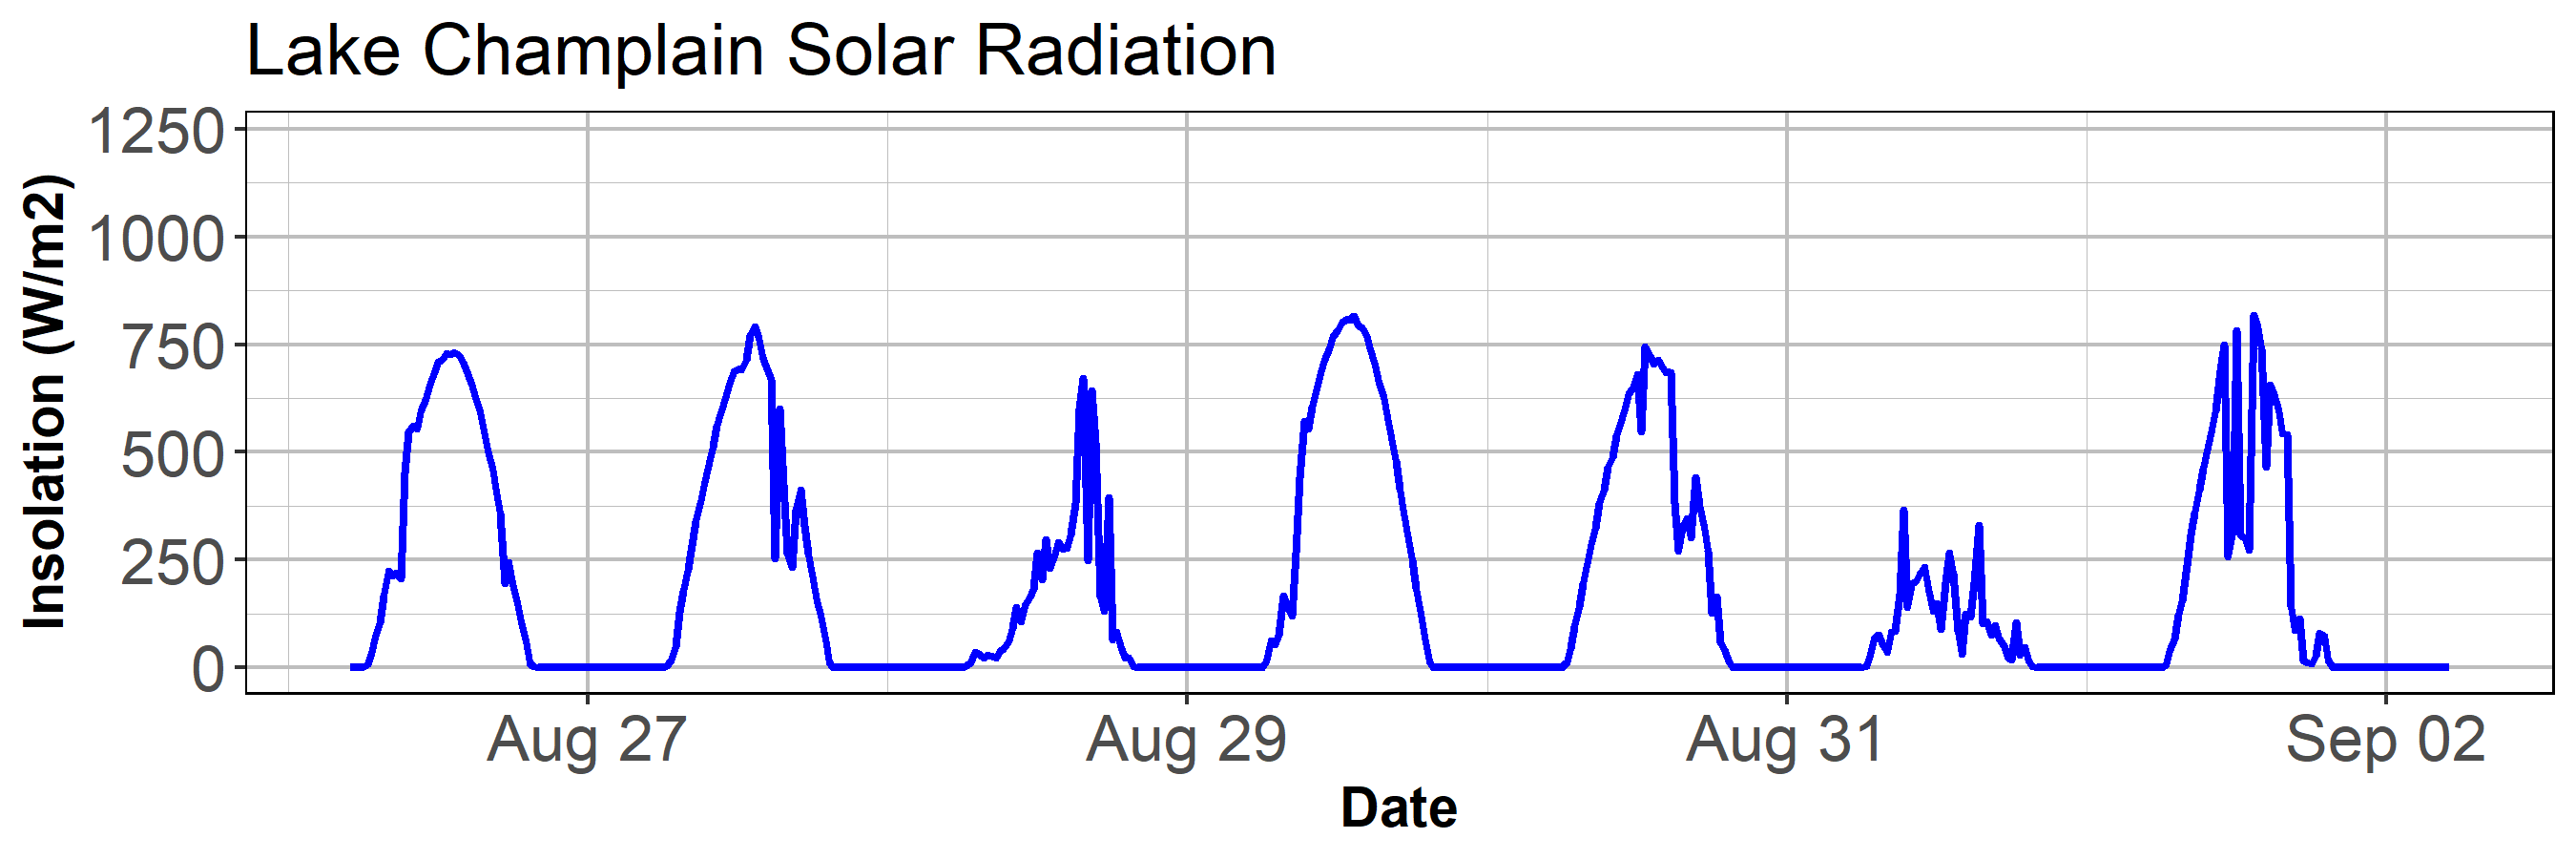 Lake Champlain Solar Radiation
Insolation (W/m2)
1250
1000
750
500
250
0
Aug 27 Aug 29 Aug 31 Sep 02
Date